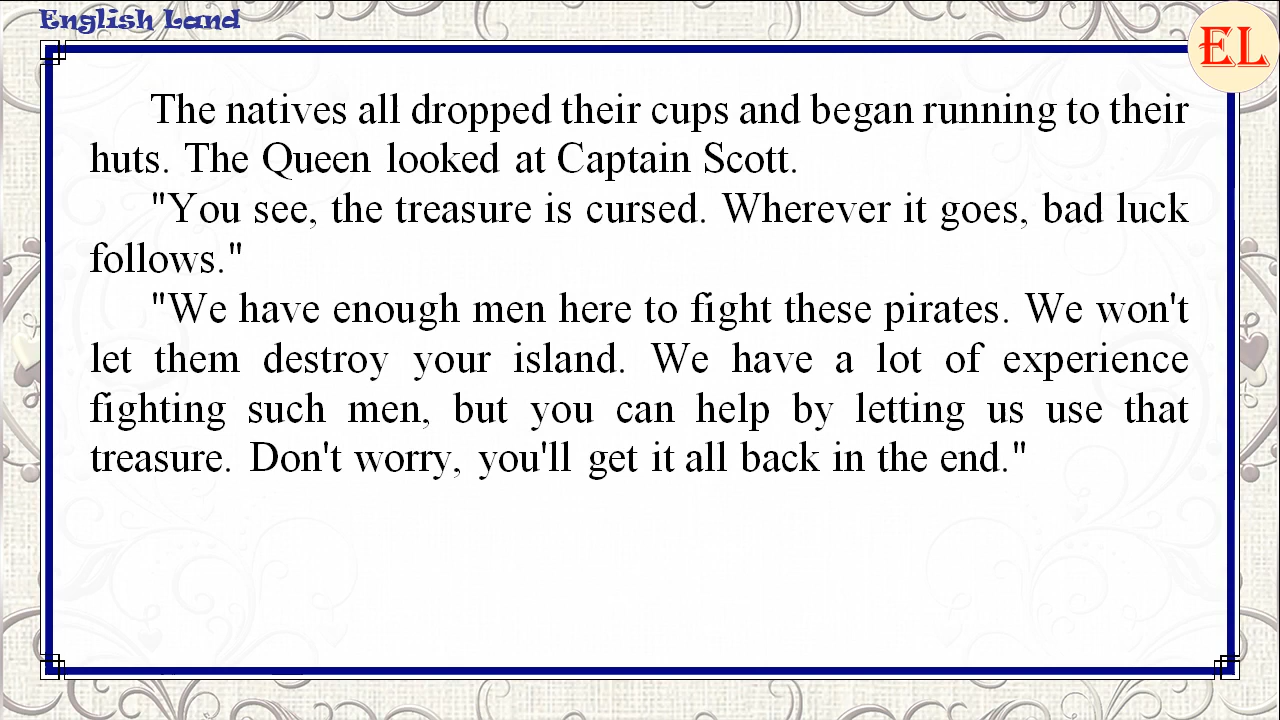 English Land
EL
The natives all dropped their cups and began running to their
huts. The Queen looked at Captain Scott.
"You see, the treasure is cursed. Wherever it goes, bad luck
follows."
"We have enough men here to fight these pirates. We won't
let them destroy your island. We have a lot of experience
fighting such men, but you can help by letting us use that
treasure. Don't worry, you'll get it all back in the end."